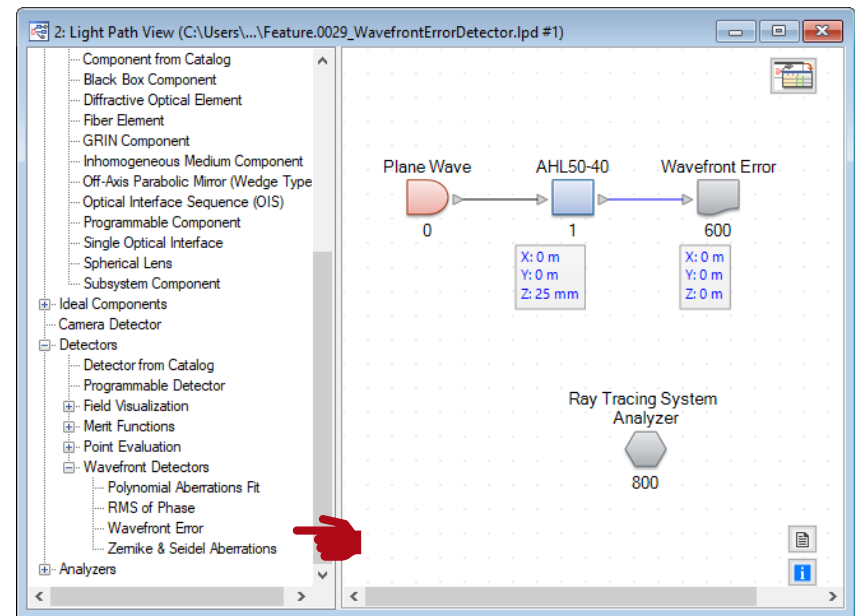 2: Light Path View (C:\Users\...\Feature.0029_WavefrontErrorDetector.lpd #1)
Component from Catalog
Black Box Component
Diffractive Optical Element
Fiber Element
GRIN Component
Inhomogeneous Medium Component
Off-Axis Parabolic Mirror (Wedge Type
Optical Interface Sequence (OIS)
Programmable Component
Single Optical Interface
Spherical Lens
Subsystem Component
Ideal Components
Camera Detector
Detectors
Detector from Catalog
Programmable Detector
Field Visualization
Merit Functions
Point Evaluation
Wavefront Detectors
Polynomial Aberrations Fit
RMS of Phase
Wavefront Error
Zernike & Seidel Aberrations
Analyzers
Plane Wave
0
AHL50-40
1
X: 0 m
Y: 0 m
Z: 25 mm
Wavefront Error
600
X: 0 m
Y: 0 m
Z: 0 m
Ray Tracing System
Analyzer
800